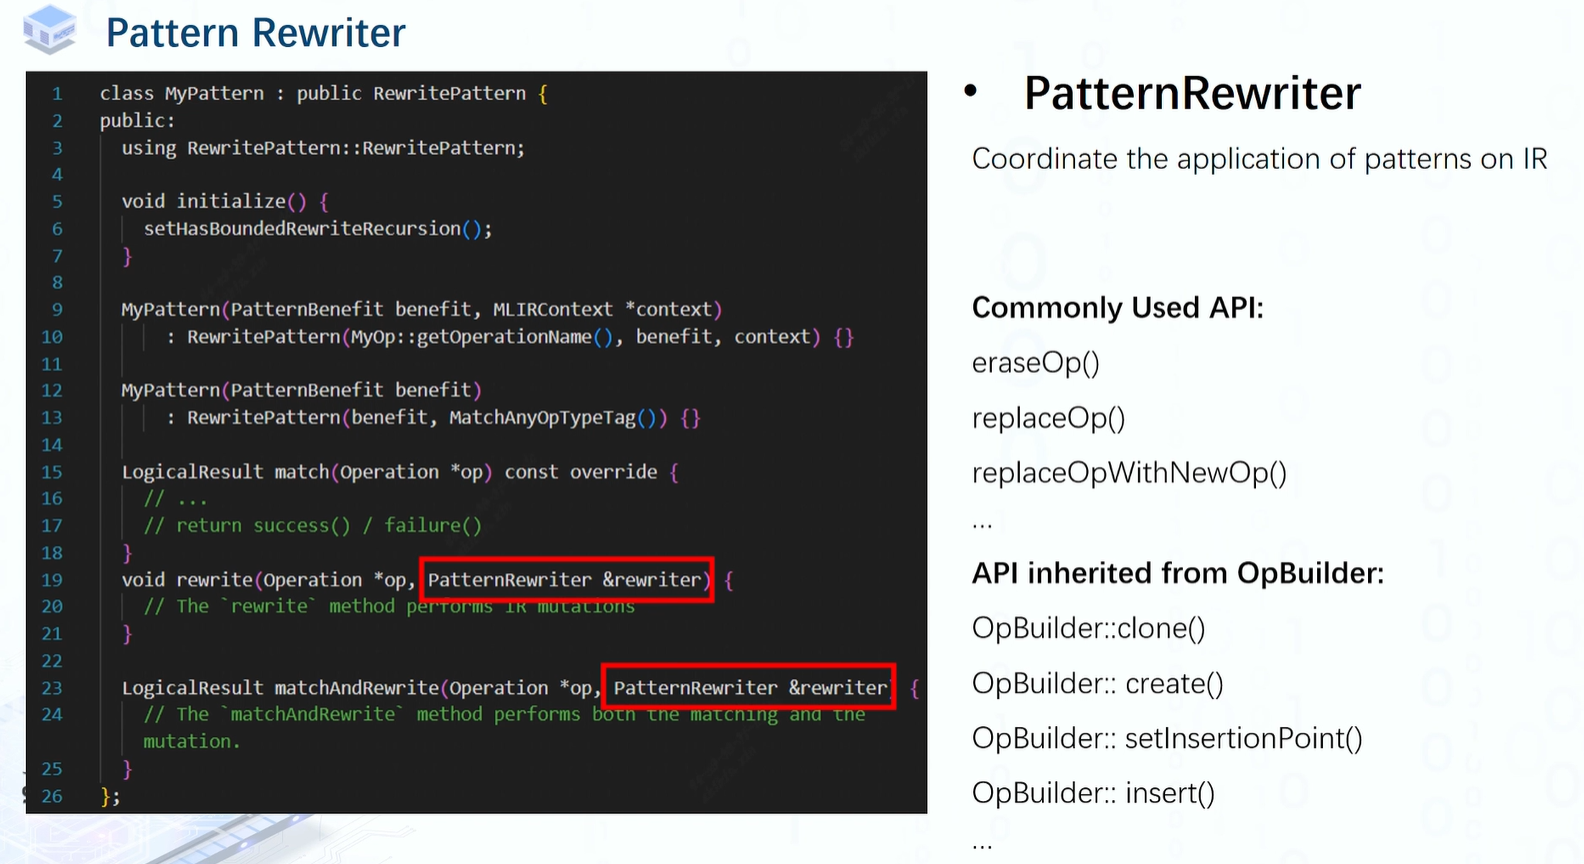 Pattern Rewriter
1 class MyPattern : public RewritePattern {
2 public:
3 using RewritePattern::RewritePattern;
4
5 void initialize() {
6 setHasBoundedRewriteRecursion();
7 }
8
9 MyPattern(PatternBenefit benefit, MLIRContext *context)
10 : RewritePattern(MyOp::getOperationName(), benefit, context) {}
11
12 MyPattern(PatternBenefit benefit)
13 : RewritePattern(benefit, MatchAnyOpTypeTag()) {}
14
15 LogicalResult match(Operation *op) const override {
16 // ...
17 // return success() / failure()
18 }
19 void rewrite(Operation *op, PatternRewriter &rewriter) {
20 // The `rewrite` method performs IR mutations
21 }
22
23 LogicalResult matchAndRewrite(Operation *op, PatternRewriter &rewriter) {
24 // The `matchAndRewrite` method performs both the matching and the
mutation.
25 }
26 };
• PatternRewriter
Coordinate the application of patterns on IR
Commonly Used API:
eraseOp()
replaceOp()
replaceOpWithNewOp()
...
API inherited from OpBuilder:
OpBuilder::clone()
OpBuilder:: create()
OpBuilder:: setInsertionPoint()
OpBuilder:: insert()
...